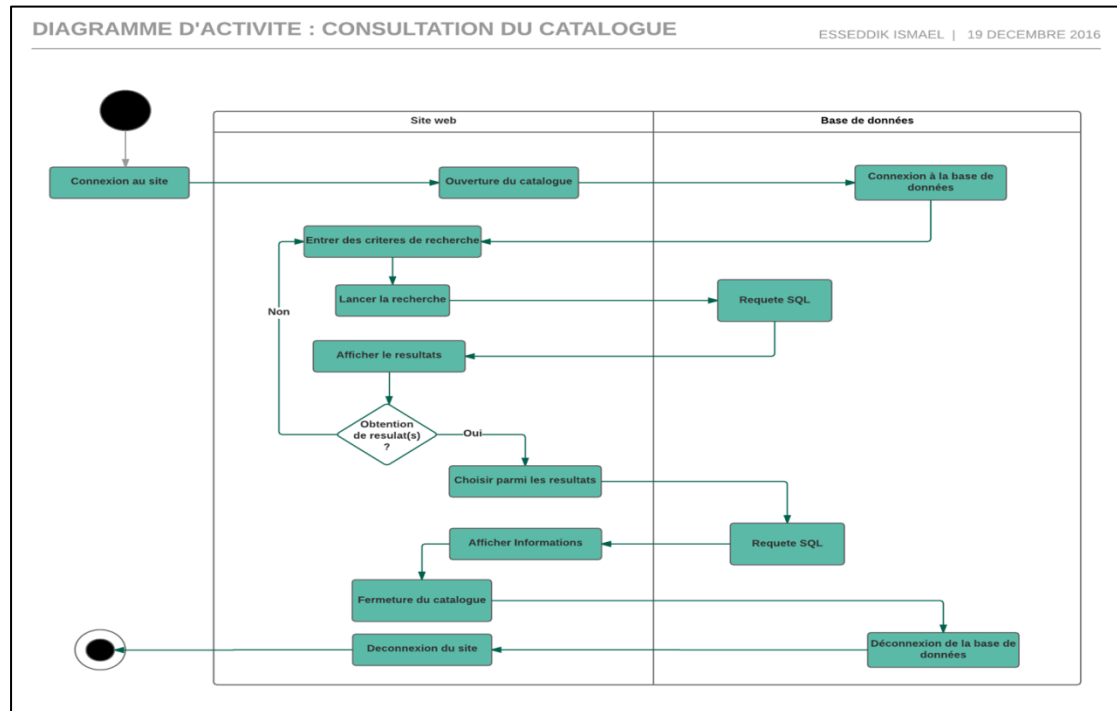 DIAGRAMME D'ACTIVITE : CONSULTATION DU CATALOGUE
ESSEDDIK ISMAEL | 19 DECEMBRE 2016
Site web
Base de données
Connexion au site
Ouverture du catalogue
Connexion à la base de
données
Entrer des criteres de recherche
Lancer la recherche
Requete SQL
Non
Afficher le resultats
Obtention
de resulat(s)
?
Oui
Choisir parmi les resultats
Afficher Informations
Requete SQL
Fermeture du catalogue
Deconnexion du site
Déconnexion de la base de
données